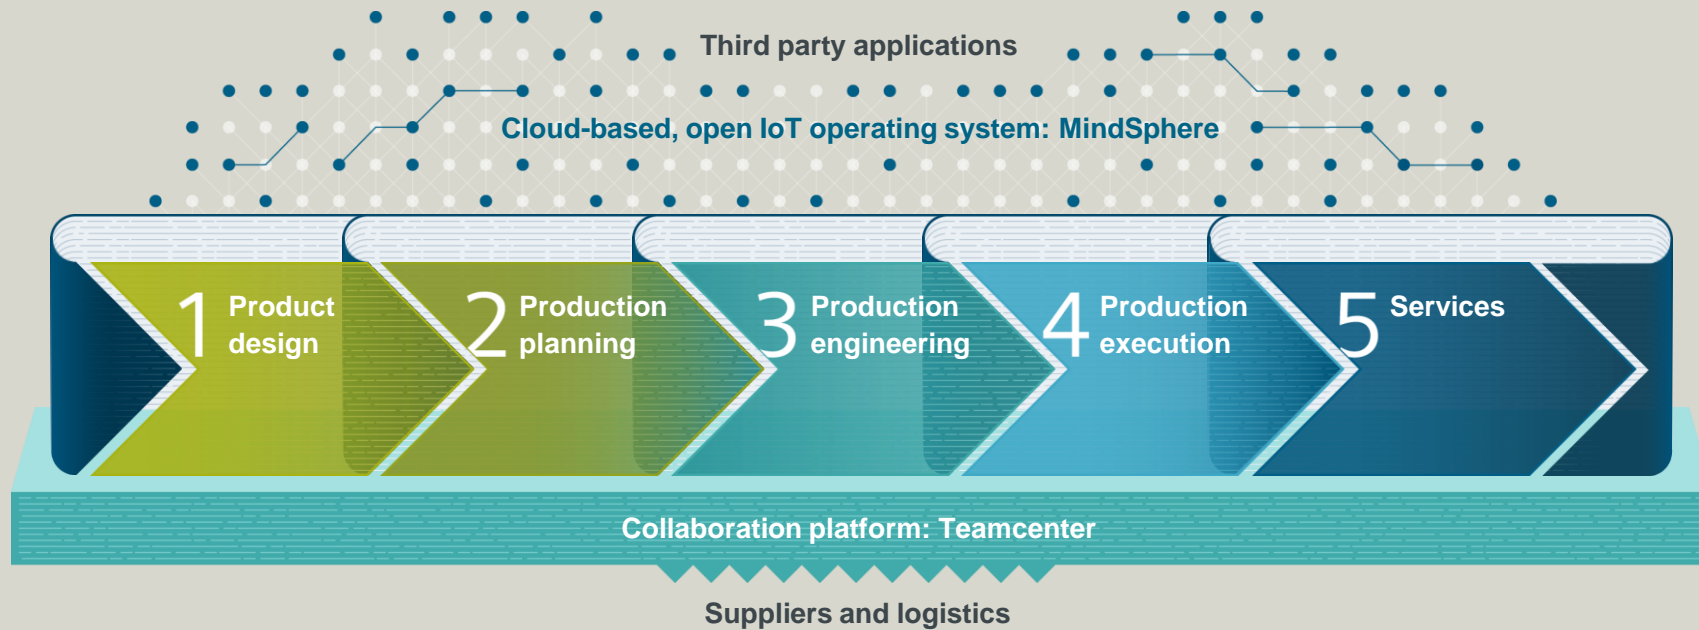 Third party applications
Cloud-based, open IoT operating system: MindSphere
1 Product
design
2 Production
planning
3 Production
engineering
4 Production
execution
5 Services
Collaboration platform: Teamcenter
Suppliers and logistics